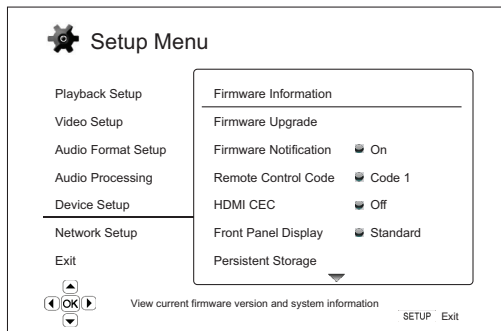 Setup Menu
Playback Setup
Video Setup
Audio Format Setup
Audio Processing
Device Setup
Network Setup
Exit
Firmware Information
Firmware Upgrade
Firmware Notification On
Remote Control Code Code 1
HDMI CEC Off
Front Panel Display Standard
Persistent Storage
OK
View current firmware version and system information
SETUP Exit